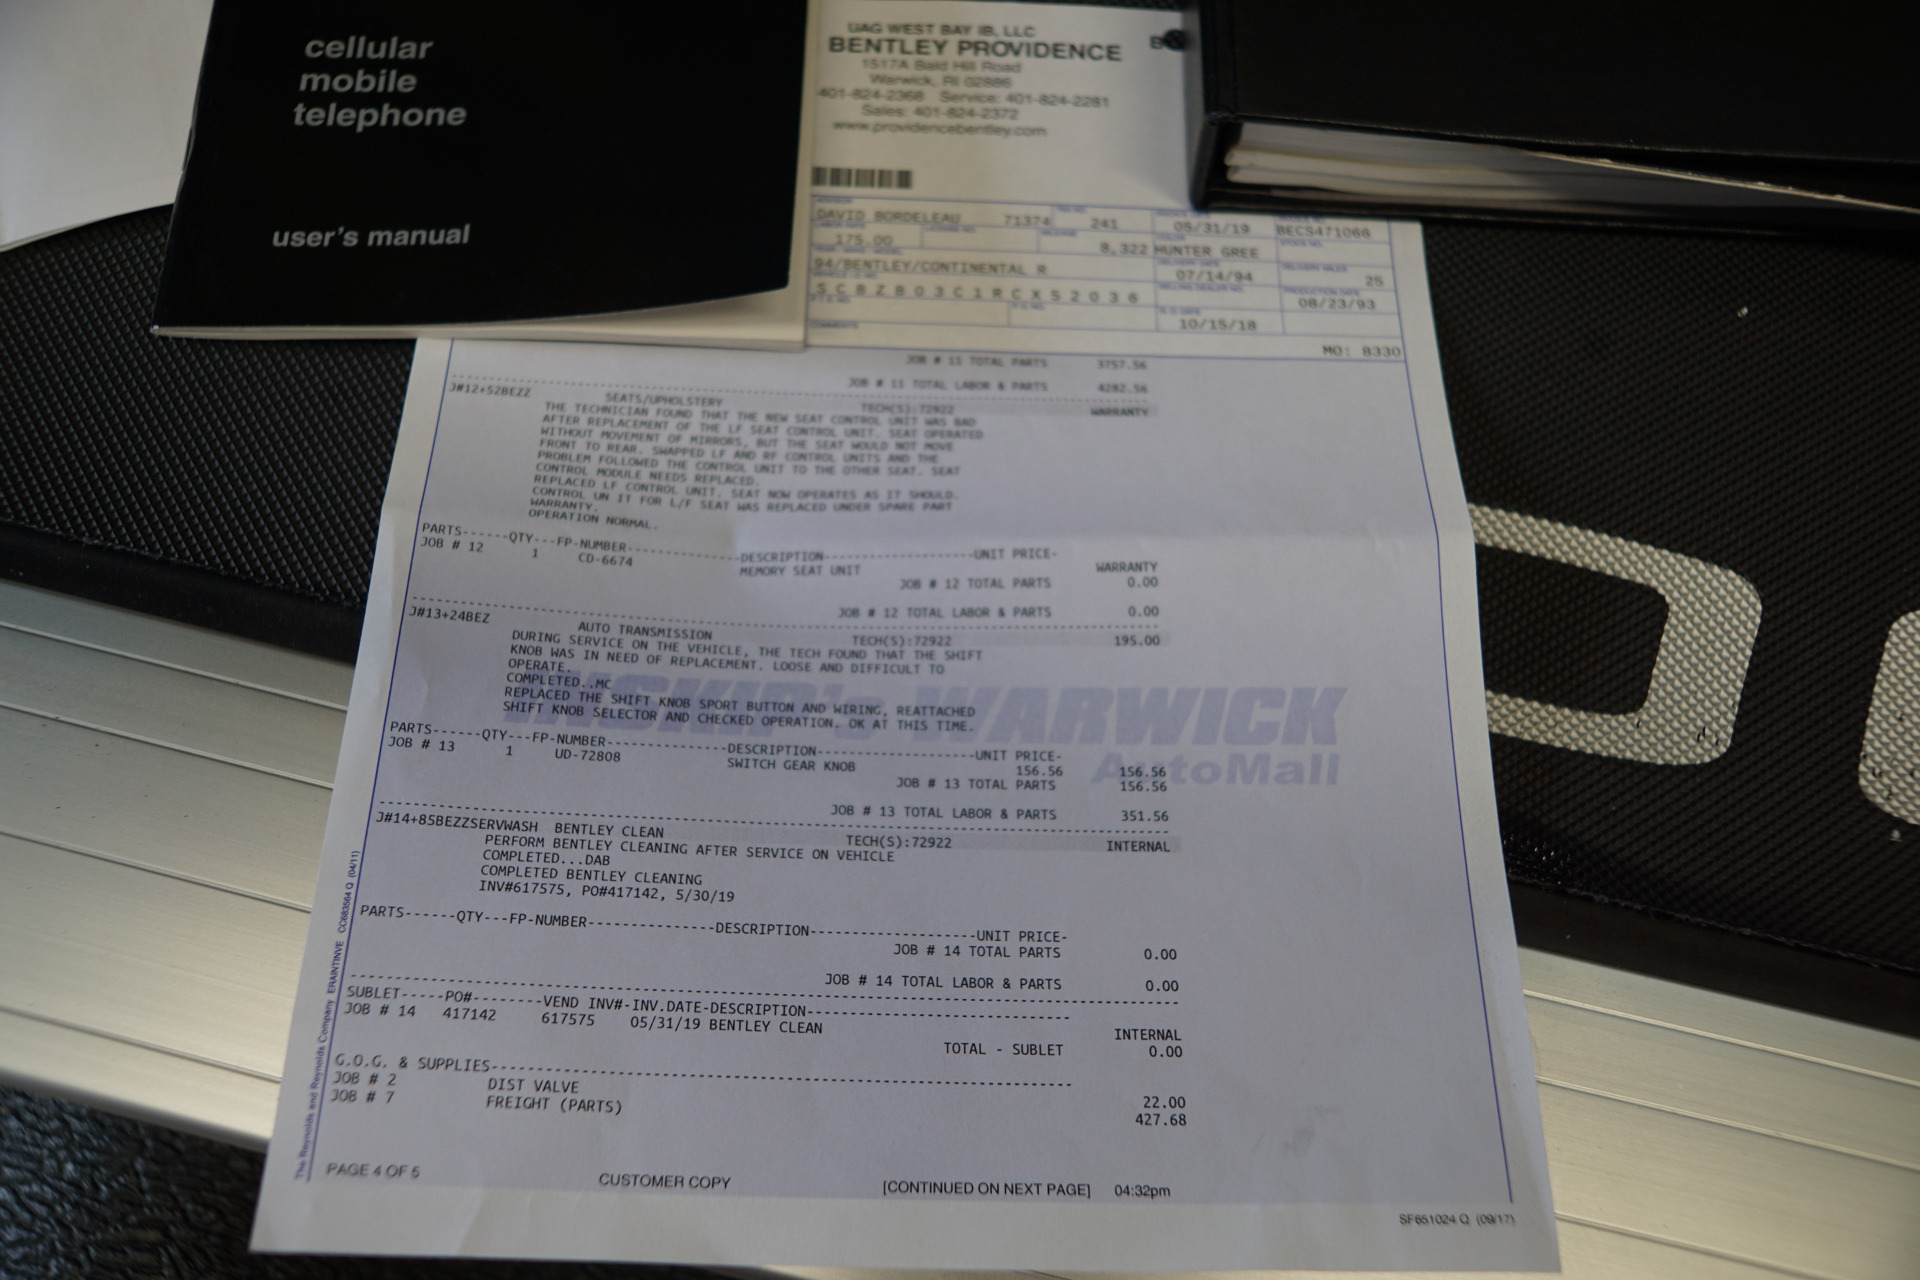 cellular
mobile
telephone
user's manual
UAG WEST BAY IB, LLC
BENTLEY PROVIDENCE
1517A Bald Hill Road
Warwick, RI 02886
401-824-2368 Service: 401-824-2281
Sales: 401-824-2372
www.providencebentley.com
DAVID BORDELEAU 71374 241 05/31/19 BECS471066
175.00 8,322 HUNTER GREE
94/BENTLEY/CONTINENTAL R 07/14/94 25
SCBZB03C1RCX52036 08/23/93
10/15/18
MO: 8330
JOB # 11 TOTAL PARTS 3757.56
JOB # 11 TOTAL LABOR & PARTS 4282.56
J#12+52BEZZ SEATS/UPHOLSTERY TECH(S):72922 WARRANTY
THE TECHNICIAN FOUND THAT THE NEW SEAT CONTROL UNIT WAS BAD
AFTER REPLACEMENT OF THE LF SEAT CONTROL UNIT. SEAT OPERATED
WITHOUT MOVEMENT OF MIRRORS, BUT THE SEAT WOULD NOT MOVE
FRONT TO REAR. SWAPPED LF AND RF CONTROL UNITS AND THE
PROBLEM FOLLOWED THE CONTROL UNIT TO THE OTHER SEAT. SEAT
CONTROL MODULE NEEDS REPLACED.
REPLACED LF CONTROL UNIT. SEAT NOW OPERATES AS IT SHOULD.
CONTROL UN IT FOR L/F SEAT WAS REPLACED UNDER SPARE PART
WARRANTY.
OPERATION NORMAL.
PARTS------QTY---FP-NUMBER---------------DESCRIPTION--------------------UNIT PRICE-
JOB # 12 1 CD-6674 MEMORY SEAT UNIT WARRANTY
JOB # 12 TOTAL PARTS 0.00
JOB # 12 TOTAL LABOR & PARTS 0.00
J#13+24BEZ AUTO TRANSMISSION TECH(S):72922 195.00
DURING SERVICE ON THE VEHICLE, THE TECH FOUND THAT THE SHIFT
KNOB WAS IN NEED OF REPLACEMENT. LOOSE AND DIFFICULT TO
OPERATE.
COMPLETED..MC
REPLACED THE SHIFT KNOB SPORT BUTTON AND WIRING, REATTACHED
SHIFT KNOB SELECTOR AND CHECKED OPERATION. OK AT THIS TIME.
INSKIP's WARWICK
AutoMall
PARTS------QTY---FP-NUMBER---------------DESCRIPTION--------------------UNIT PRICE-
JOB # 13 1 UD-72808 SWITCH GEAR KNOB 156.56 156.56
JOB # 13 TOTAL PARTS 156.56
JOB # 13 TOTAL LABOR & PARTS 351.56
J#14+85BEZZSERVWASH BENTLEY CLEAN TECH(S):72922 INTERNAL
PERFORM BENTLEY CLEANING AFTER SERVICE ON VEHICLE
COMPLETED...DAB
COMPLETED BENTLEY CLEANING
INV#617575, PO#417142, 5/30/19
PARTS------QTY---FP-NUMBER---------------DESCRIPTION--------------------UNIT PRICE-
JOB # 14 TOTAL PARTS 0.00
JOB # 14 TOTAL LABOR & PARTS 0.00
SUBLET-----PO#---------VEND INV#-INV.DATE-DESCRIPTION--------------------------------
JOB # 14 417142 617575 05/31/19 BENTLEY CLEAN INTERNAL
TOTAL - SUBLET 0.00
G.O.G. & SUPPLIES--------------------------------------------------------------------
JOB # 2 DIST VALVE 22.00
JOB # 7 FREIGHT (PARTS) 427.68
PAGE 4 OF 5 CUSTOMER COPY [CONTINUED ON NEXT PAGE] 04:32pm
SF651024 Q (09/17)
The Reynolds and Reynolds Company ERAINTINVE CC683564 Q (04/11)